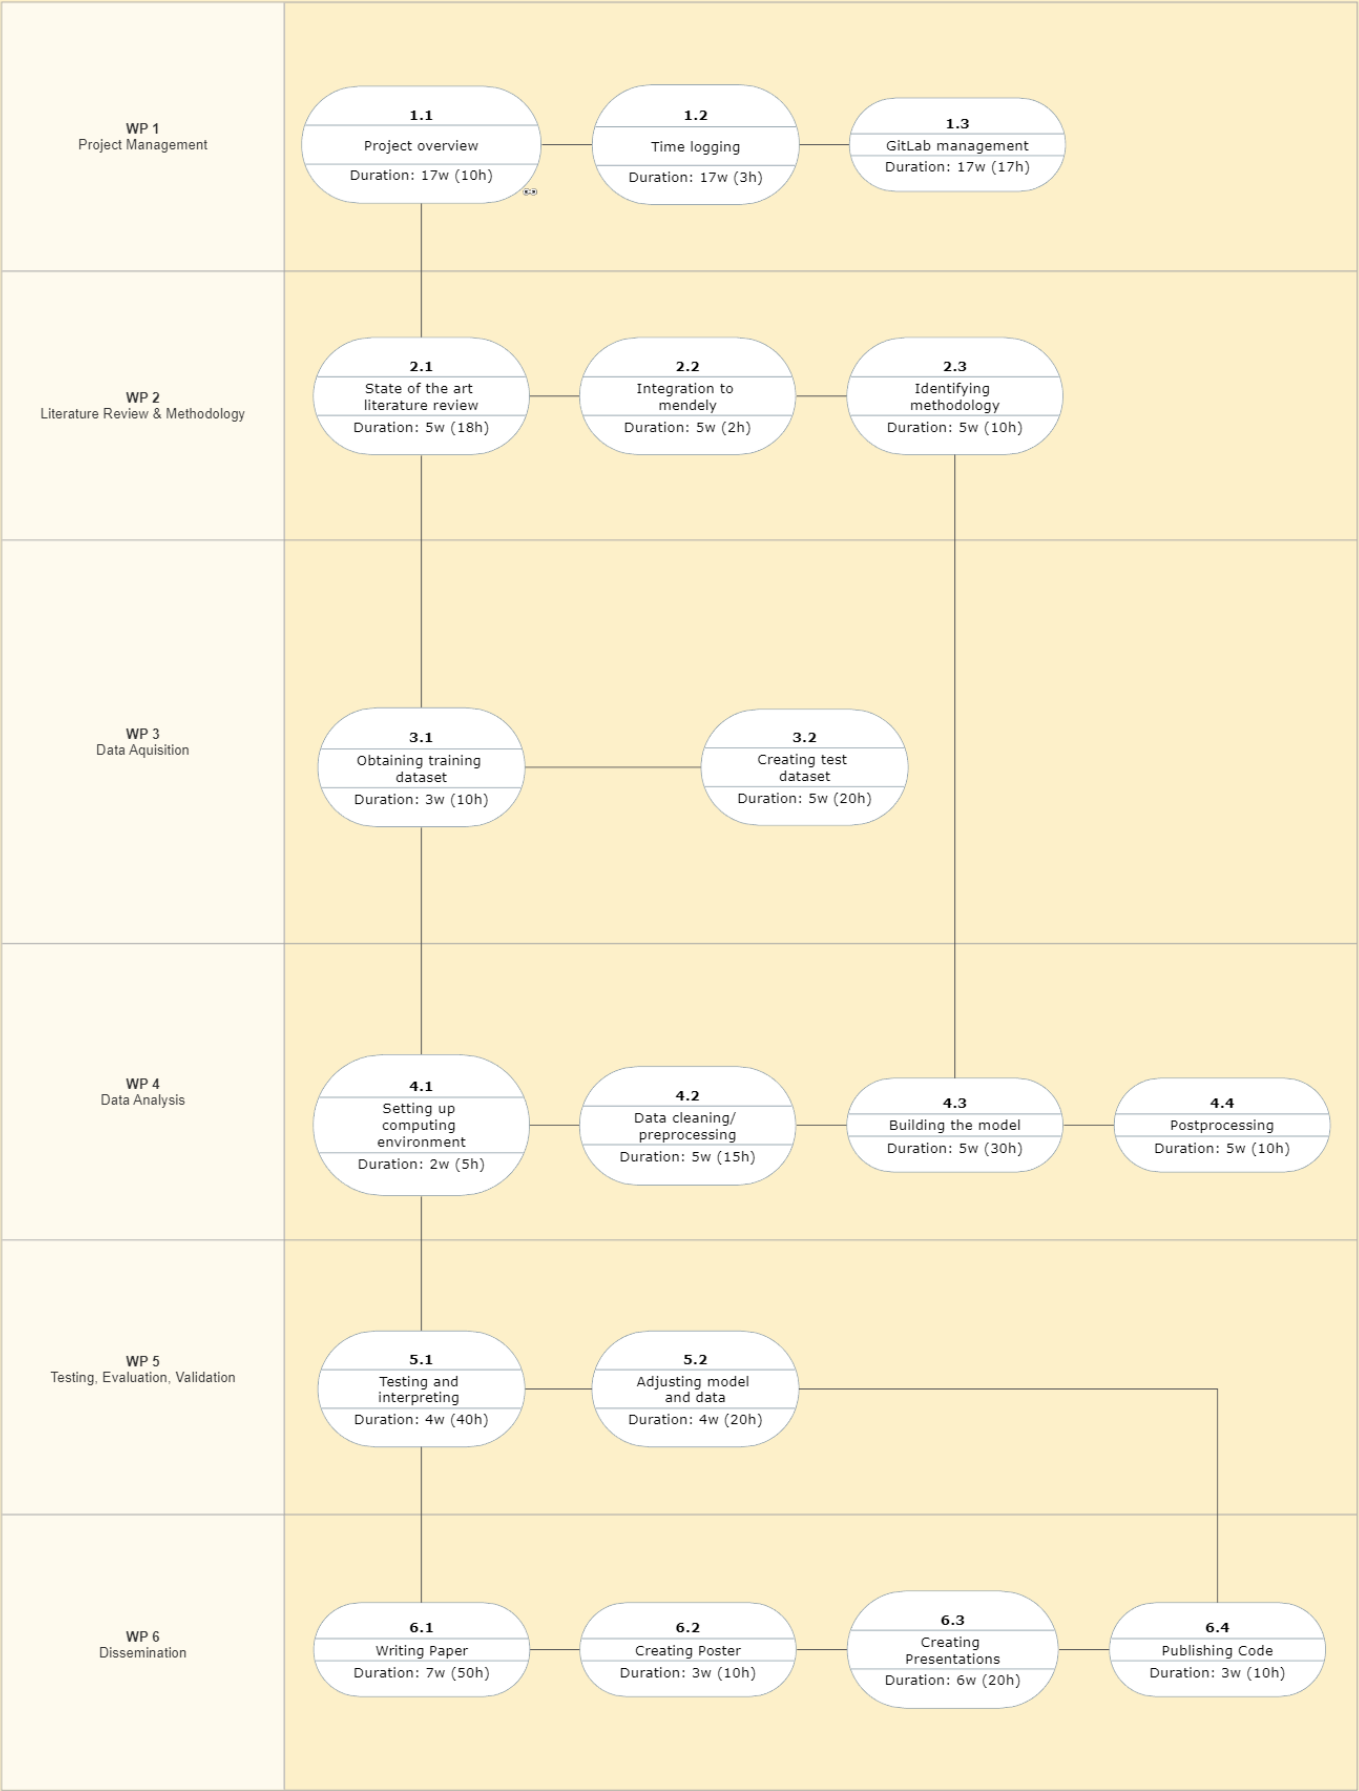 WP 1
Project Management
1.1
Project overview
Duration: 17w (10h)
1.2
Time logging
Duration: 17w (3h)
1.3
GitLab management
Duration: 17w (17h)
WP 2
Literature Review & Methodology
2.1
State of the art
literature review
Duration: 5w (18h)
2.2
Integration to
mendely
Duration: 5w (2h)
2.3
Identifying
methodology
Duration: 5w (10h)
WP 3
Data Aquisition
3.1
Obtaining training
dataset
Duration: 3w (10h)
3.2
Creating test
dataset
Duration: 5w (20h)
WP 4
Data Analysis
4.1
Setting up
computing
environment
Duration: 2w (5h)
4.2
Data cleaning/
preprocessing
Duration: 5w (15h)
4.3
Building the model
Duration: 5w (30h)
4.4
Postprocessing
Duration: 5w (10h)
WP 5
Testing, Evaluation, Validation
5.1
Testing and
interpreting
Duration: 4w (40h)
5.2
Adjusting model
and data
Duration: 4w (20h)
WP 6
Dissemination
6.1
Writing Paper
Duration: 7w (50h)
6.2
Creating Poster
Duration: 3w (10h)
6.3
Creating
Presentations
Duration: 6w (20h)
6.4
Publishing Code
Duration: 3w (10h)